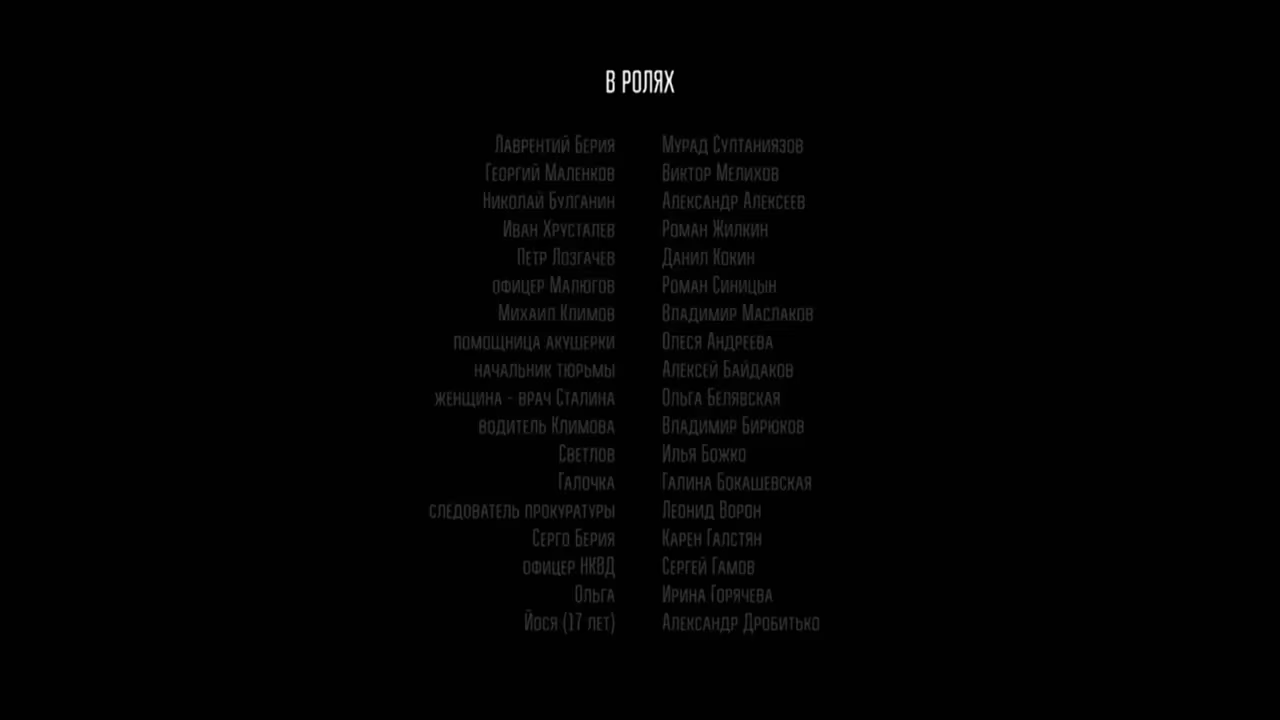 В РОЛЯХ
Лаврентий Берия Мурад Султаниязов
Георгий Маленков Виктор Мелихов
Николай Булганин Александр Алексеев
Иван Хрусталев Роман Жилкин
Петр Лозгачев Данил Кокин
офицер Малюгов Роман Синицын
Михаил Климов Владимир Маслаков
помощница акушерки Олеся Андреева
начальник тюрьмы Алексей Байдаков
женщина - врач Сталина Ольга Белявская
водитель Климова Владимир Бирюков
Светлов Илья Божко
Галочка Галина Бокашевская
следователь прокуратуры Леонид Ворон
Серго Берия Карен Галстян
офицер НКВД Сергей Гамов
Ольга Ирина Горячева
Йося (17 лет) Александр Дробитько